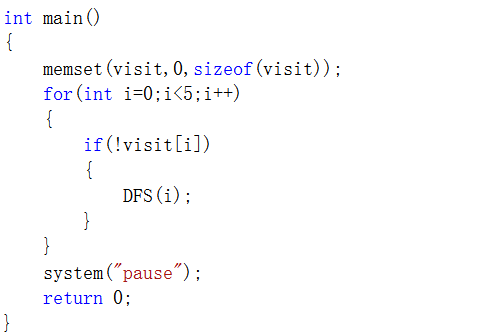 int main()
{
    memset(visit,0,sizeof(visit));
    for(int i=0;i<5;i++)
    {
        if(!visit[i])
        {
            DFS(i);
        }
    }
    system("pause");
    return 0;
}